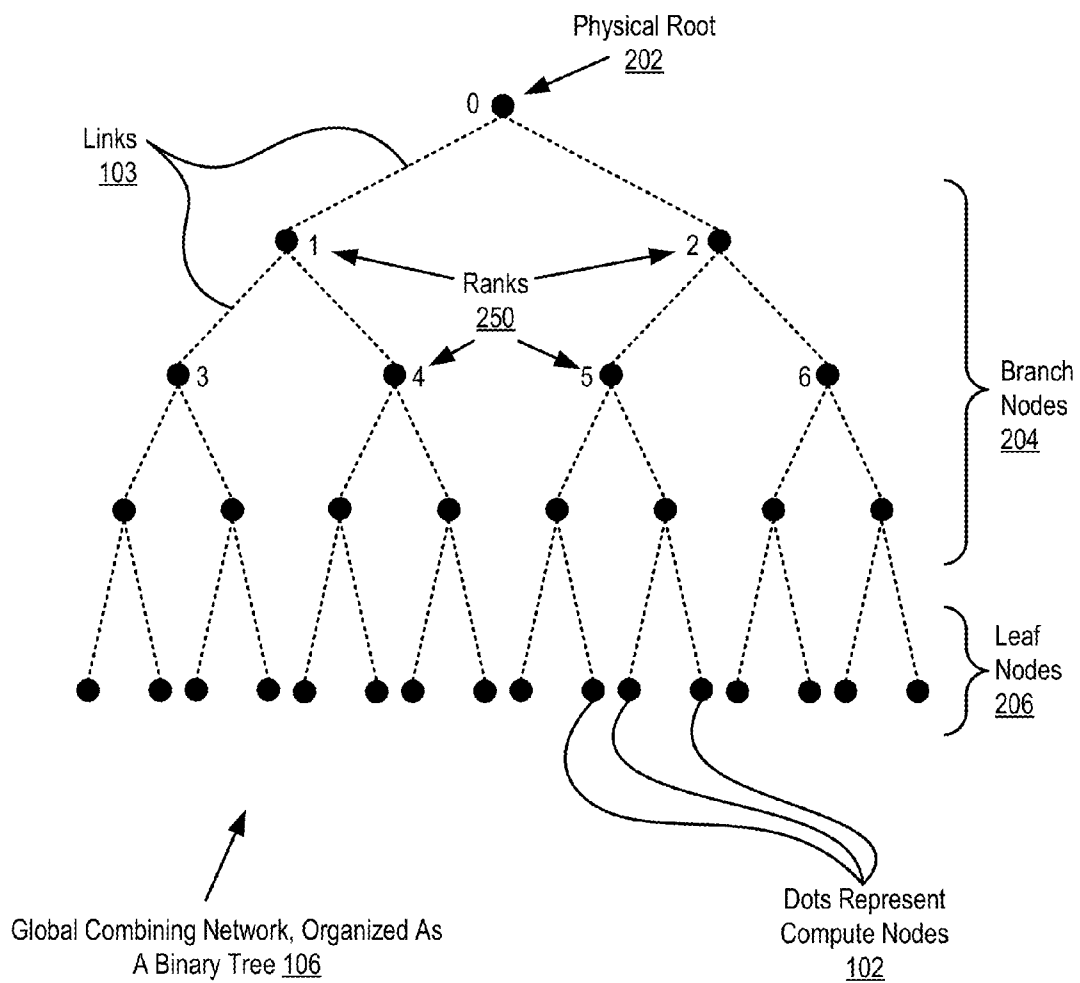 Physical Root
202
0
Links
103
1
2
Ranks
250
3
4
5
6
Branch
Nodes
204
Leaf
Nodes
206
Dots Represent
Compute Nodes
102
Global Combining Network, Organized As
A Binary Tree 106